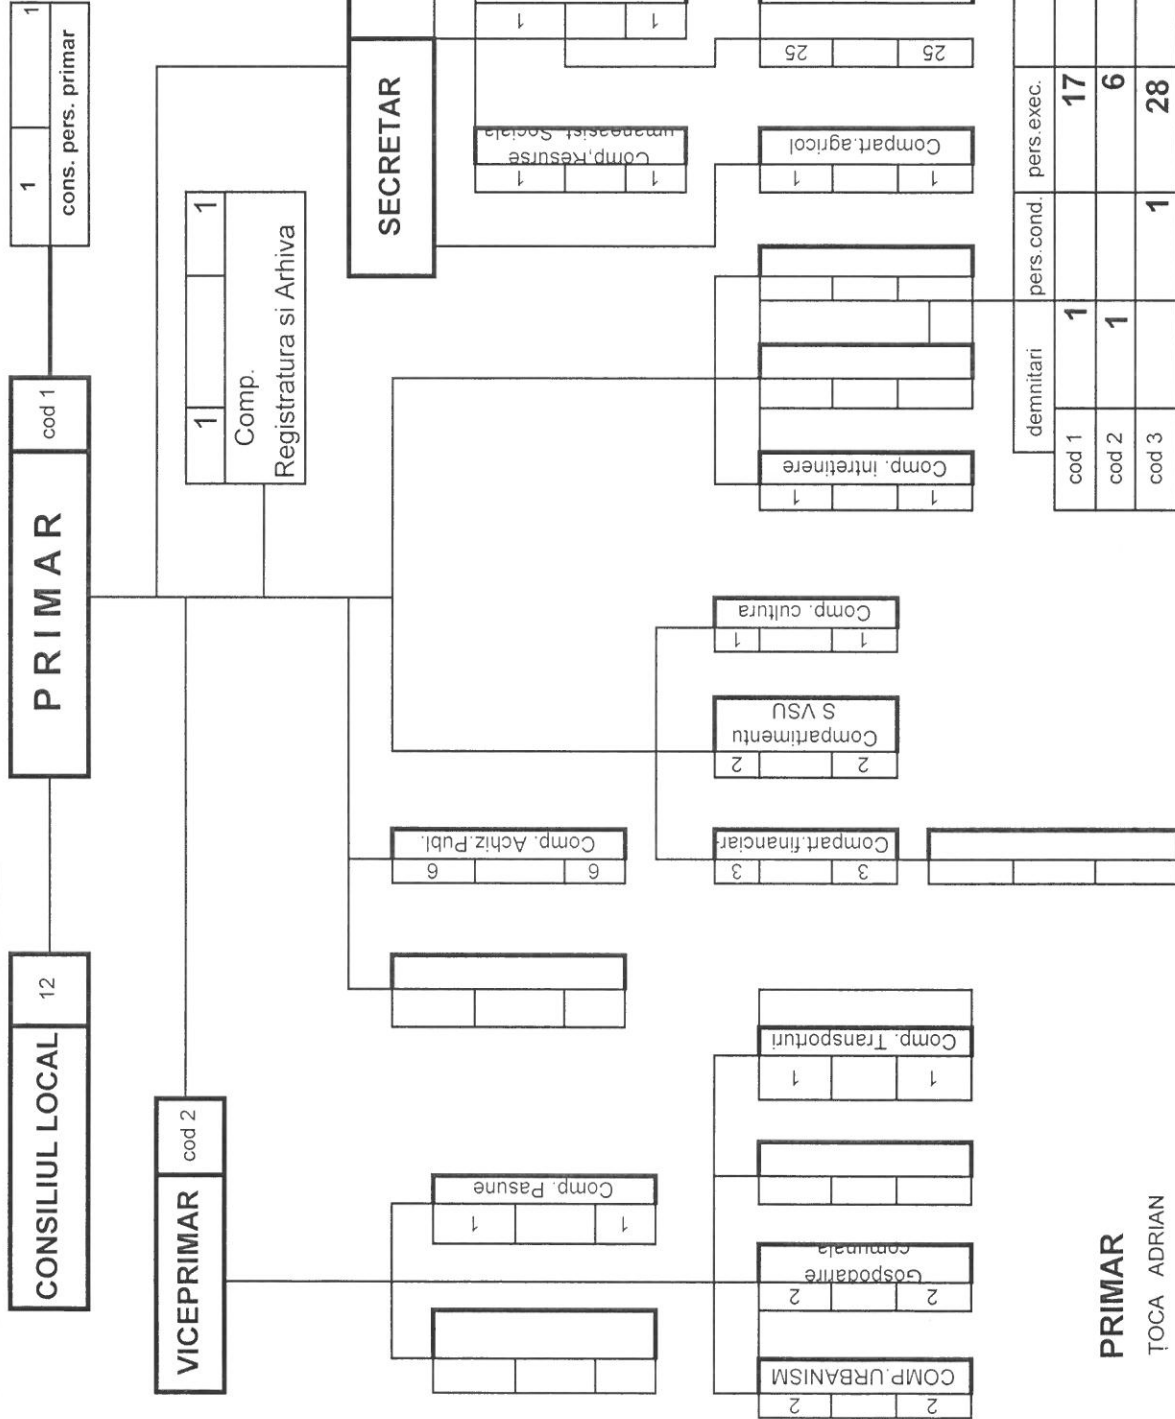 CONSILIUL LOCAL 12
PRIMAR cod 1
1 1
cons. pers. primar
VICEPRIMAR cod 2
1 1
Comp.
Registratura si Arhiva
SECRETAR
1 1
1 1
Comp. Pasune
6 6
Comp. Achiz.Publ.
1 1
Comp,Resurse
umaneasist. Sociala
2 2
COMP.URBANISM
2 2
Gospodarire
comunala
1 1
Comp. Transporturi
3 3
Compart.financiar-
2 2
Compartimentu
S VSU
1 1
Comp. cultura
1 1
Comp. intretinere
1 1
Compart.agricol
25 25
demnitari pers.cond. pers.exec.
cod 1 1 17
cod 2 1 6
cod 3 1 28
PRIMAR
ȚOCA ADRIAN